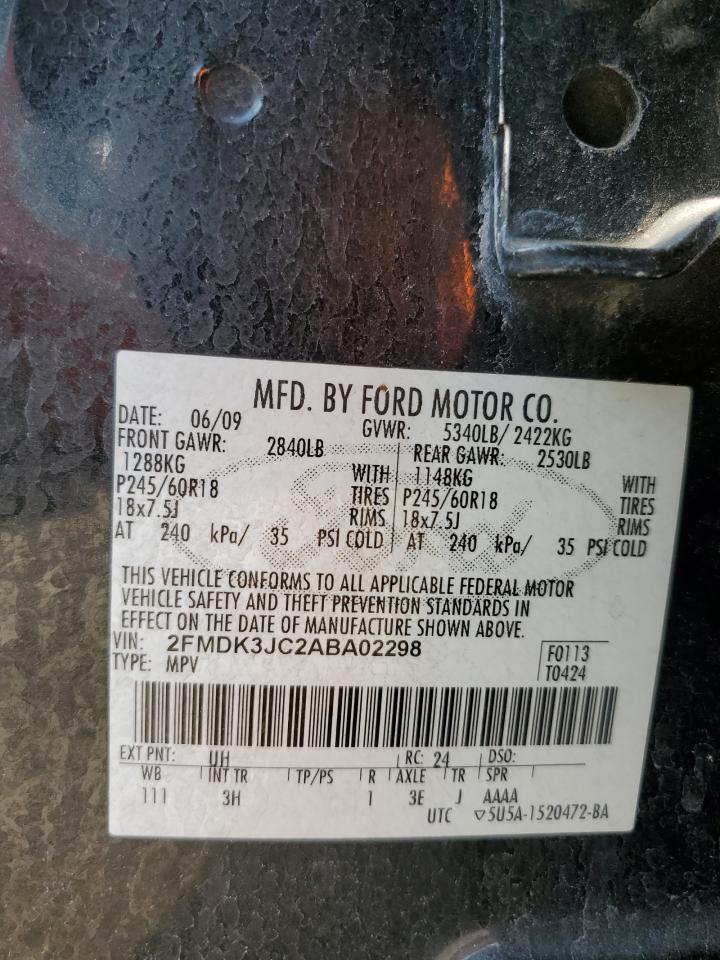 MFD. BY FORD MOTOR CO.
DATE: 06/09 GVWR: 5340LB/ 2422KG
FRONT GAWR: 2840LB REAR GAWR: 2530LB
1288KG WITH 1148KG WITH
P245/60R18 TIRES P245/60R18 TIRES
18x7.5J RIMS 18x7.5J RIMS
AT 240 kPa/ 35 PSI COLD AT 240 kPa/ 35 PSI COLD
THIS VEHICLE CONFORMS TO ALL APPLICABLE FEDERAL MOTOR
VEHICLE SAFETY AND THEFT PREVENTION STANDARDS IN
EFFECT ON THE DATE OF MANUFACTURE SHOWN ABOVE.
VIN: 2FMDK3JC2ABA02298 F0113
TYPE: MPV T0424
EXT PNT: UH RC: 24 DSO:
WB INT TR TP/PS R AXLE TR SPR
111 3H 1 3E J AAAA
UTC ▽5U5A-1520472-BA